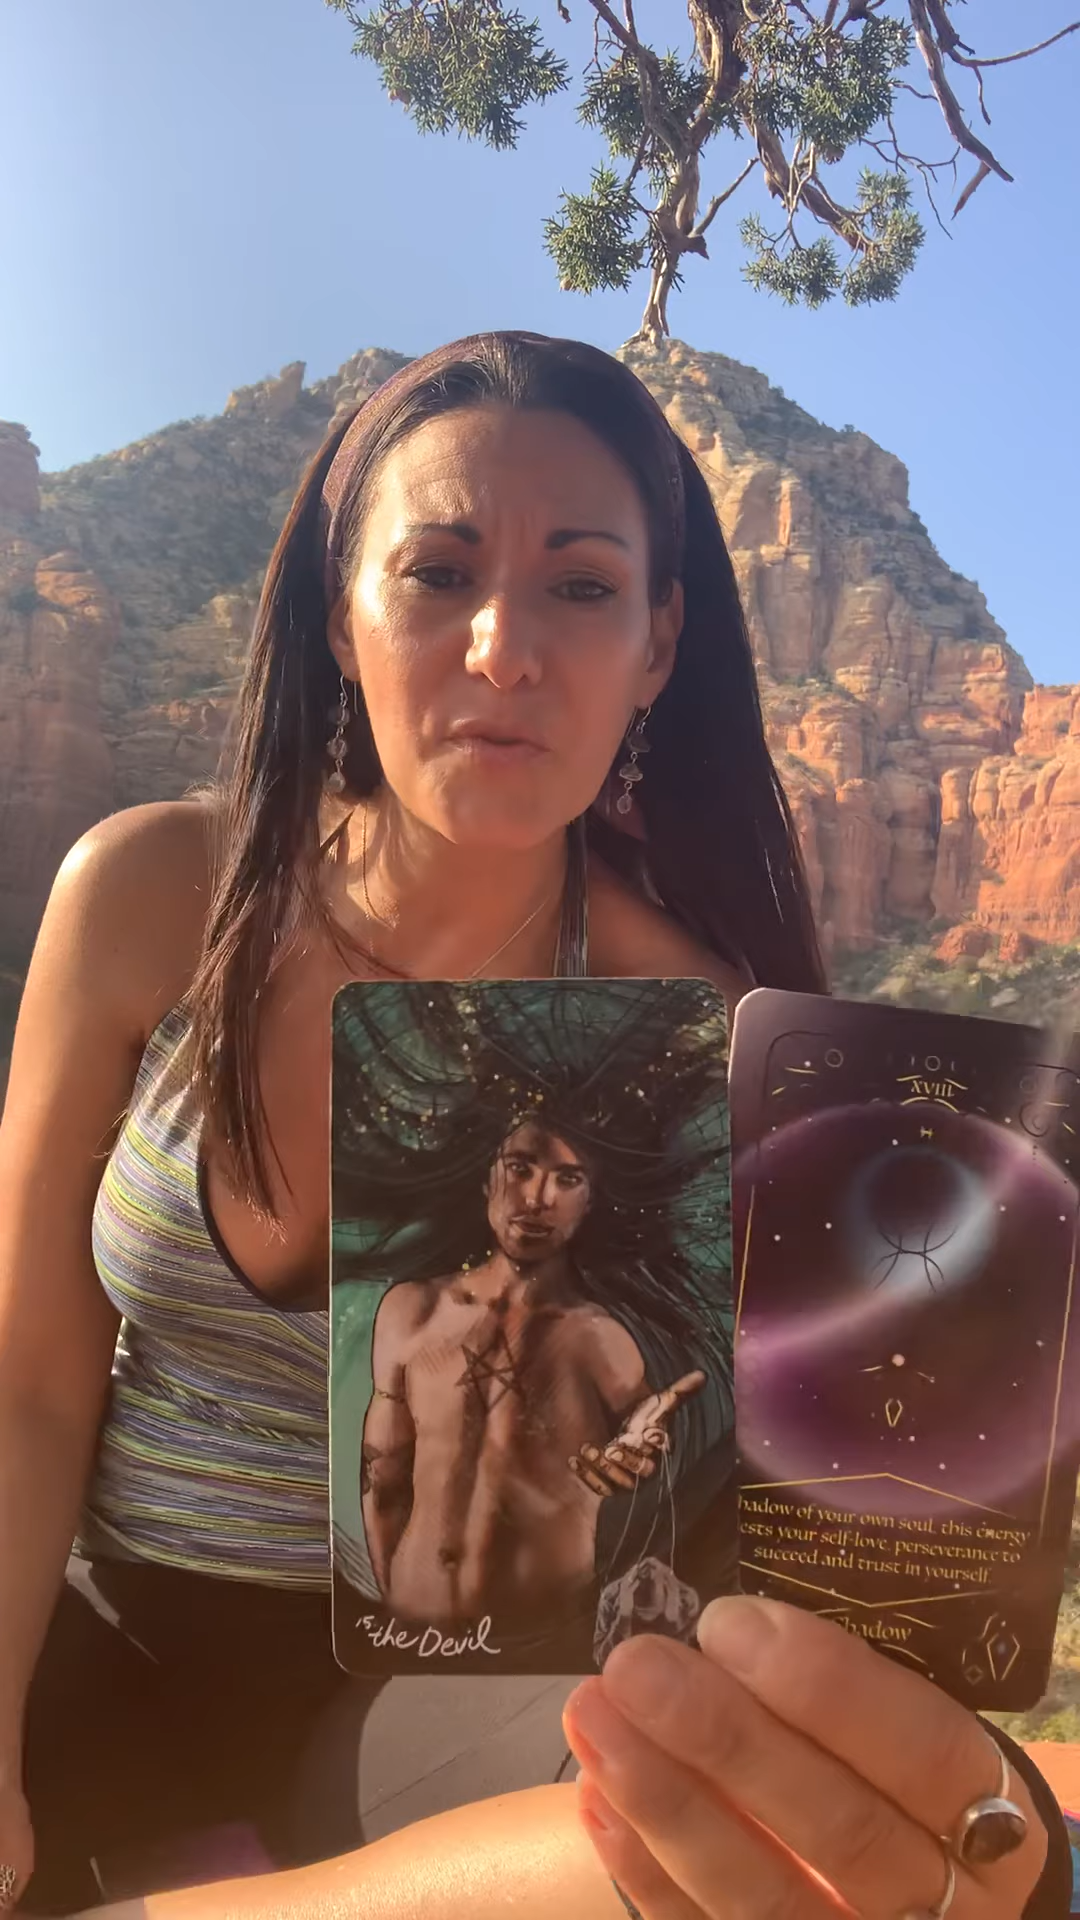 15 the Devil
XVIII
hadow of your own soul, this energy
ests your self-love, perseverance to
succeed and trust in yourself.
Shadow